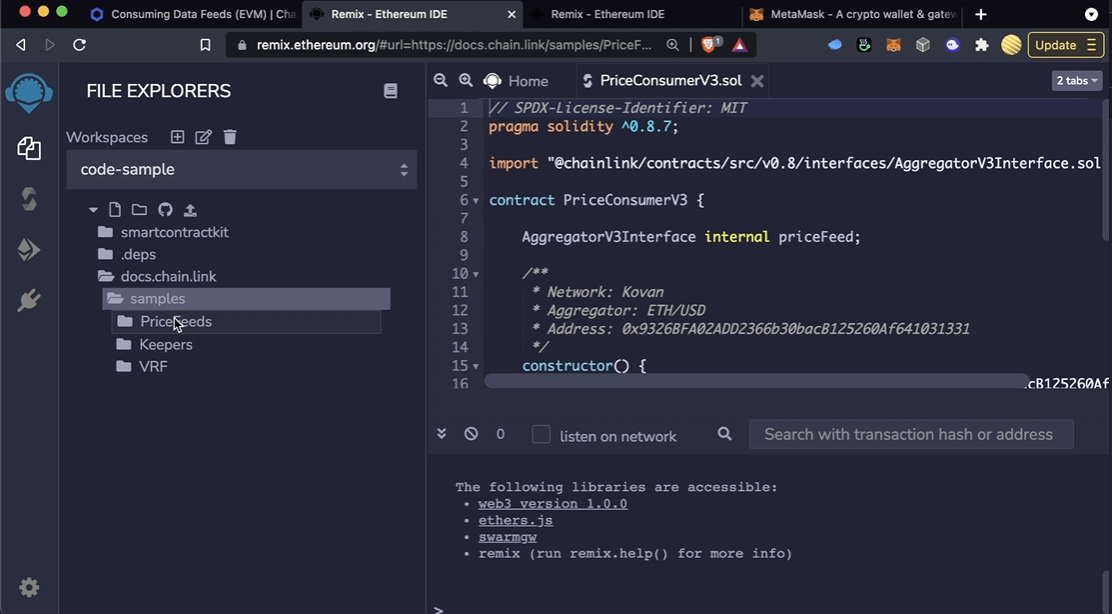 Consuming Data Feeds (EVM) | Cha
Remix - Ethereum IDE
Remix - Ethereum IDE
MetaMask - A crypto wallet & gatew
remix.ethereum.org/#url=https://docs.chain.link/samples/PriceF...
1
Update
FILE EXPLORERS
Workspaces
code-sample
smartcontractkit
.deps
docs.chain.link
samples
PriceFeeds
Keepers
VRF
Home
PriceConsumerV3.sol
2 tabs
1 // SPDX-License-Identifier: MIT
2 pragma solidity ^0.8.7;
3
4 import "@chainlink/contracts/src/v0.8/interfaces/AggregatorV3Interface.sol
5
6 contract PriceConsumerV3 {
7
8 AggregatorV3Interface internal priceFeed;
9
10 /**
11 * Network: Kovan
12 * Aggregator: ETH/USD
13 * Address: 0x9326BFA02ADD2366b30bacB125260Af641031331
14 */
15 constructor() {
16 cB125260Af
0
listen on network
Search with transaction hash or address
The following libraries are accessible:
• web3 version 1.0.0
• ethers.js
• swarmgw
• remix (run remix.help() for more info)
>